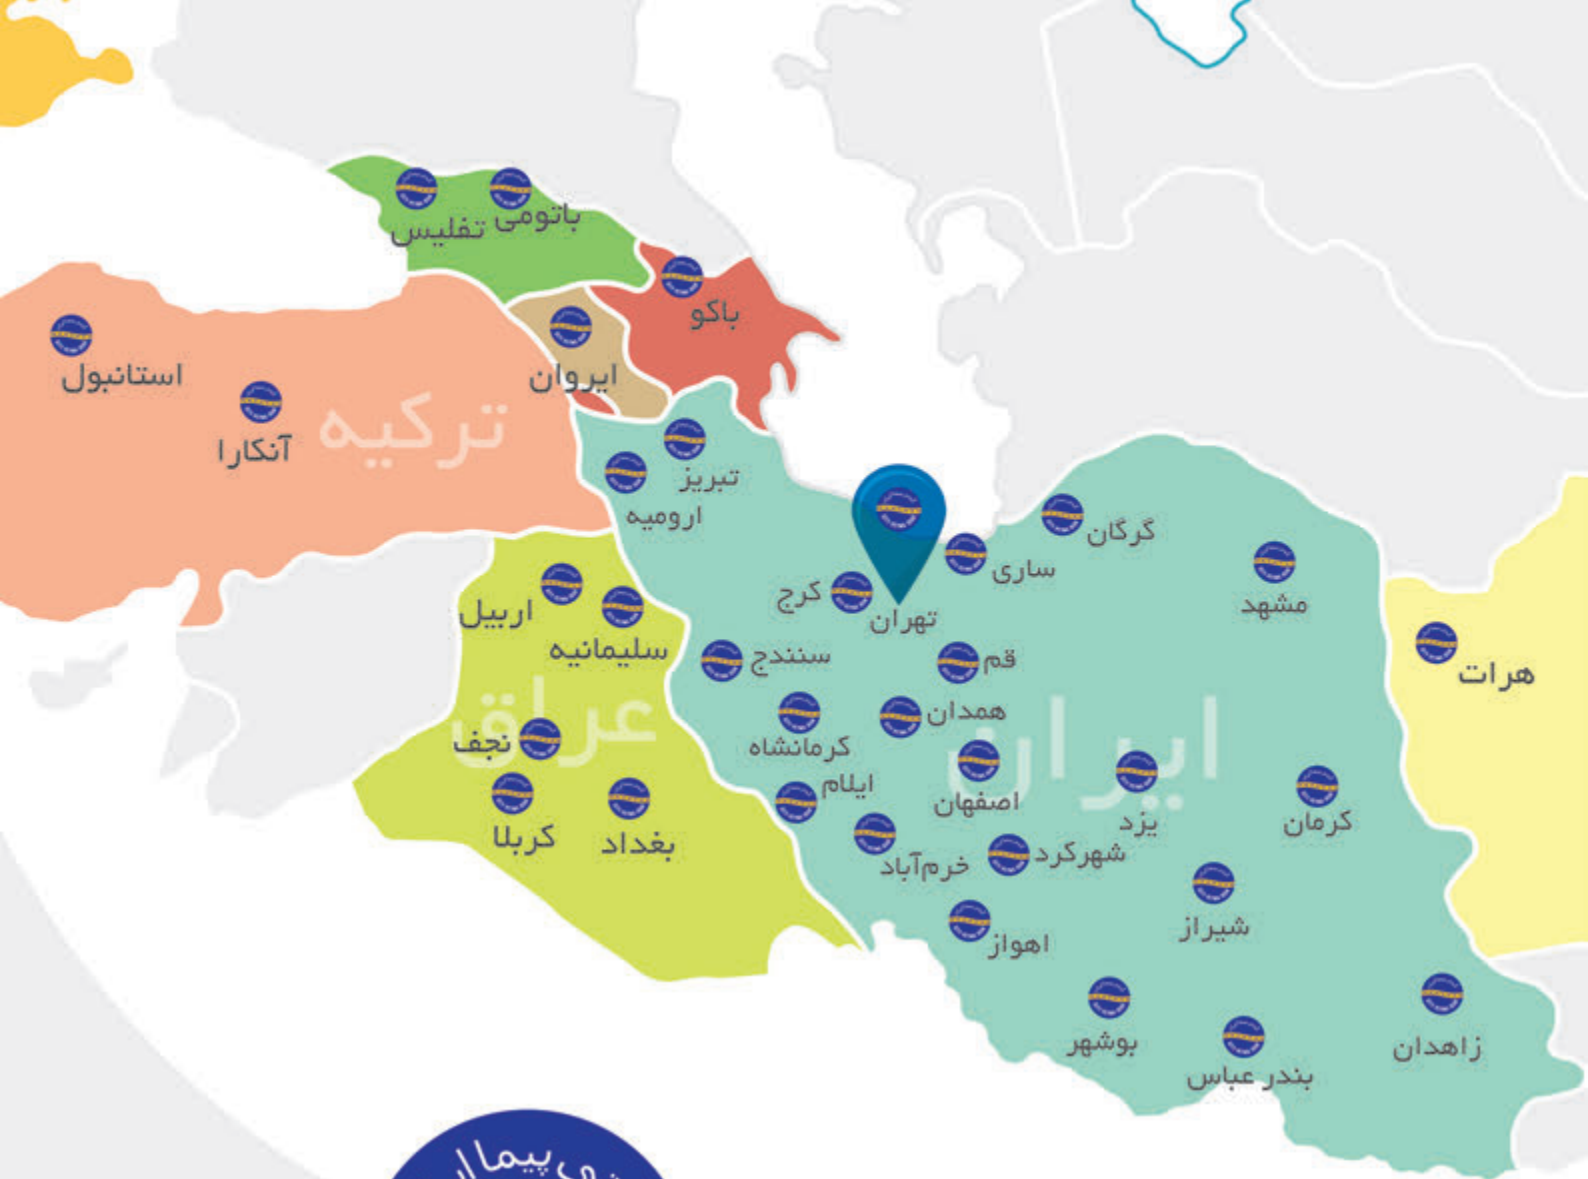 باتومی
تفلیس
باکو
ایروان
استانبول
آنکارا
ترکیه
تبریز
ارومیه
گرگان
ساری
کرج
تهران
مشهد
هرات
اربیل
سلیمانیه
سنندج
قم
همدان
ایران
عراق
نجف
کرمانشاه
ایلام
اصفهان
یزد
کرمان
کربلا
بغداد
خرم‌آباد
شهرکرد
شیراز
اهواز
بوشهر
بندر عباس
زاهدان